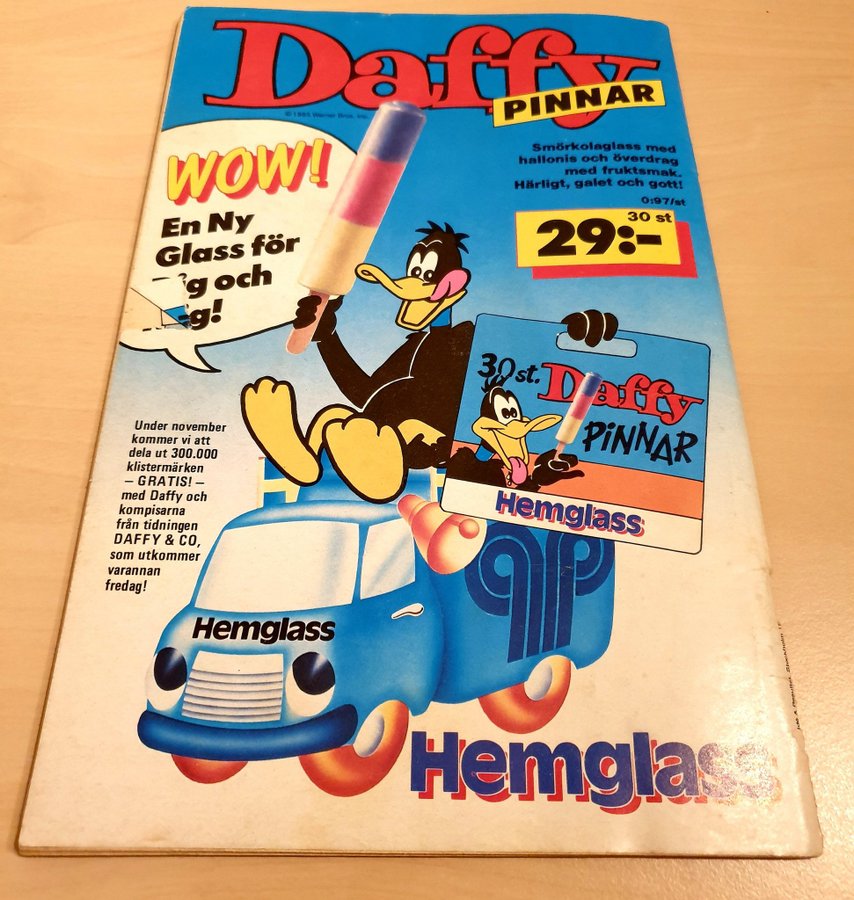 Daffy
PINNAR
© 1985 Warner Bros. Inc.
WOW!
En Ny
Glass för
g och
g!
Smörkolaglass med
hallonis och överdrag
med fruktsmak.
Härligt, galet och gott!
0:97/st
30 st
29:-
30 st.
Daffy
PINNAR
Hemglass
Under november
kommer vi att
dela ut 300.000
klistermärken
— GRATIS! —
med Daffy och
kompisarna
från tidningen
DAFFY & CO,
som utkommer
varannan
fredag!
Hemglass
Hemglass